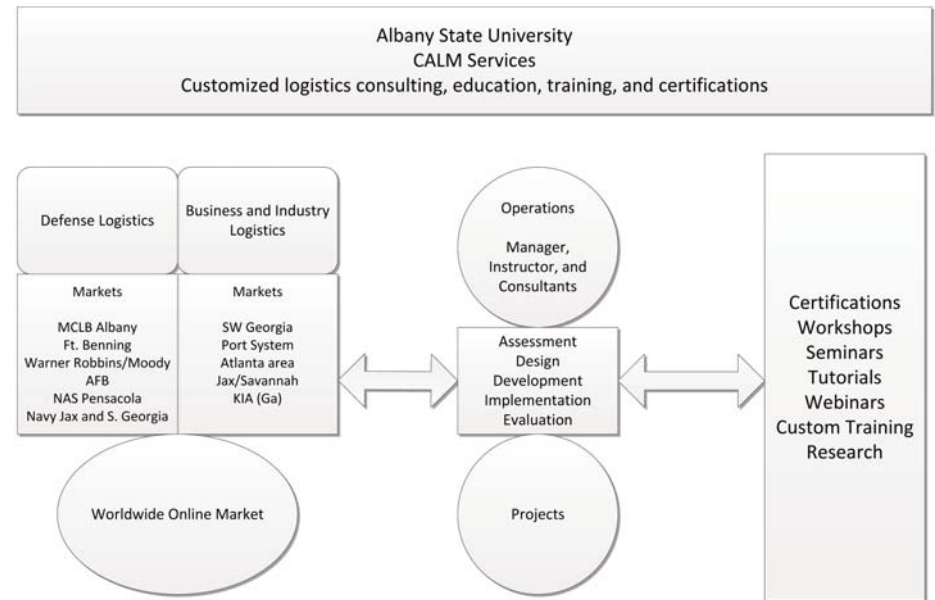 Albany State University
CALM Services
Customized logistics consulting, education, training, and certifications
Defense Logistics
Business and Industry
Logistics
Markets
MCLB Albany
Ft. Benning
Warner Robbins/Moody
AFB
NAS Pensacola
Navy Jax and S. Georgia
Markets
SW Georgia
Port System
Atlanta area
Jax/Savannah
KIA (Ga)
Worldwide Online Market
Operations
Manager,
Instructor, and
Consultants
Assessment
Design
Development
Implementation
Evaluation
Projects
Certifications
Workshops
Seminars
Tutorials
Webinars
Custom Training
Research